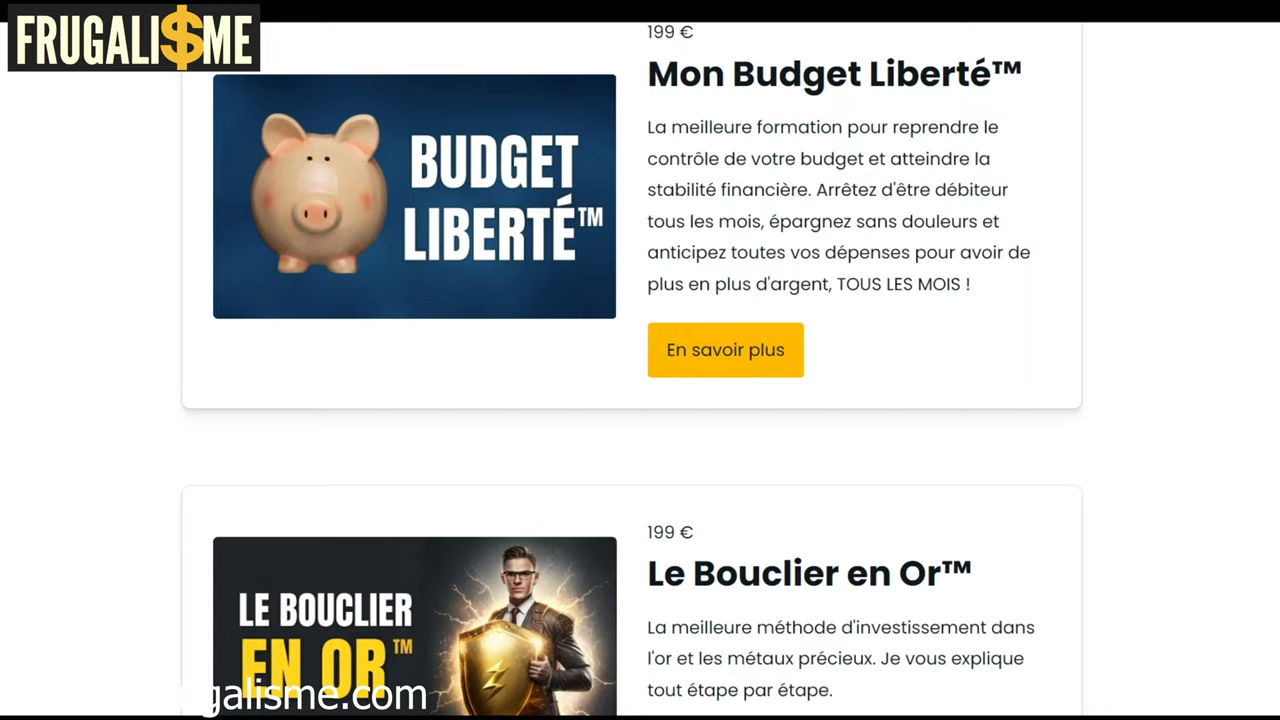 FRUGALI$ME
199 €
Mon Budget Liberté™
BUDGET
LIBERTÉ™
La meilleure formation pour reprendre le
contrôle de votre budget et atteindre la
stabilité financière. Arrêtez d'être débiteur
tous les mois, épargnez sans douleurs et
anticipez toutes vos dépenses pour avoir de
plus en plus d'argent, TOUS LES MOIS !
En savoir plus
199 €
Le Bouclier en Or™
LE BOUCLIER
EN OR™
La meilleure méthode d'investissement dans
l'or et les métaux précieux. Je vous explique
tout étape par étape.
galisme.com